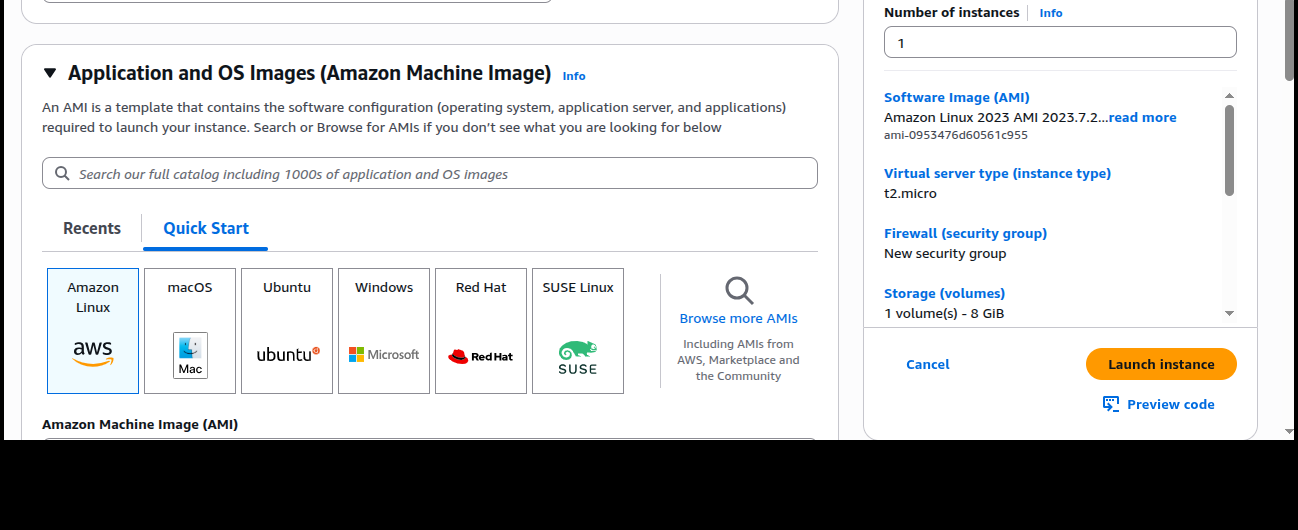 Application and OS Images (Amazon Machine Image) Info
An AMI is a template that contains the software configuration (operating system, application server, and applications)
required to launch your instance. Search or Browse for AMIs if you don't see what you are looking for below
Search our full catalog including 1000s of application and OS images
Recents
Quick Start
Amazon
Linux
aws
macOS
Mac
Ubuntu
ubuntu
Windows
Microsoft
Red Hat
Red Hat
SUSE Linux
SUSE
Browse more AMIs
Including AMIs from
AWS, Marketplace and
the Community
Amazon Machine Image (AMI)
Number of instances Info
1
Software Image (AMI)
Amazon Linux 2023 AMI 2023.7.2...read more
ami-0953476d60561c955
Virtual server type (instance type)
t2.micro
Firewall (security group)
New security group
Storage (volumes)
1 volume(s) - 8 GiB
Cancel
Launch instance
Preview code